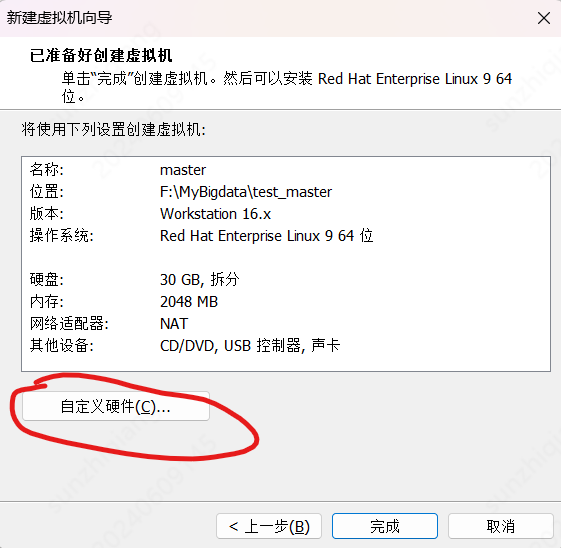 新建虚拟机向导
已准备好创建虚拟机
单击“完成”创建虚拟机。然后可以安装 Red Hat Enterprise Linux 9 64
位。
将使用下列设置创建虚拟机:
名称: master
位置: F:\MyBigdata\test_master
版本: Workstation 16.x
操作系统: Red Hat Enterprise Linux 9 64 位
硬盘: 30 GB, 拆分
内存: 2048 MB
网络适配器: NAT
其他设备: CD/DVD, USB 控制器, 声卡
自定义硬件(C)...
< 上一步(B)
完成
取消